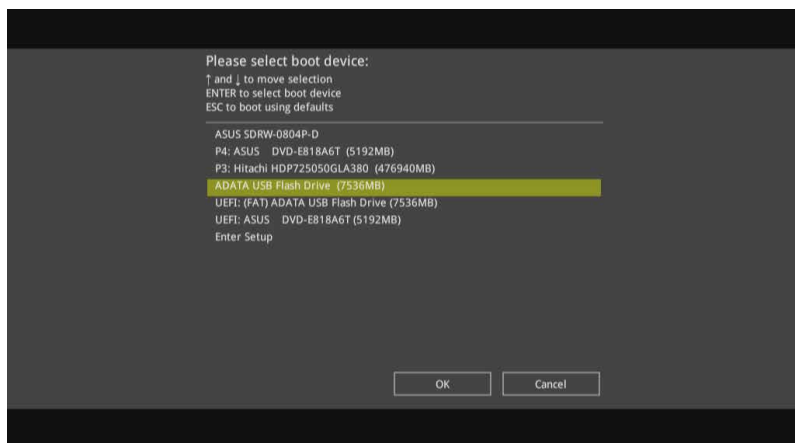 Please select boot device:
↑ and ↓ to move selection
ENTER to select boot device
ESC to boot using defaults
ASUS SDRW-0804P-D
P4: ASUS DVD-E818A6T (5192MB)
P3: Hitachi HDP725050GLA380 (476940MB)
ADATA USB Flash Drive (7536MB)
UEFI: (FAT) ADATA USB Flash Drive (7536MB)
UEFI: ASUS DVD-E818A6T (5192MB)
Enter Setup
OK Cancel